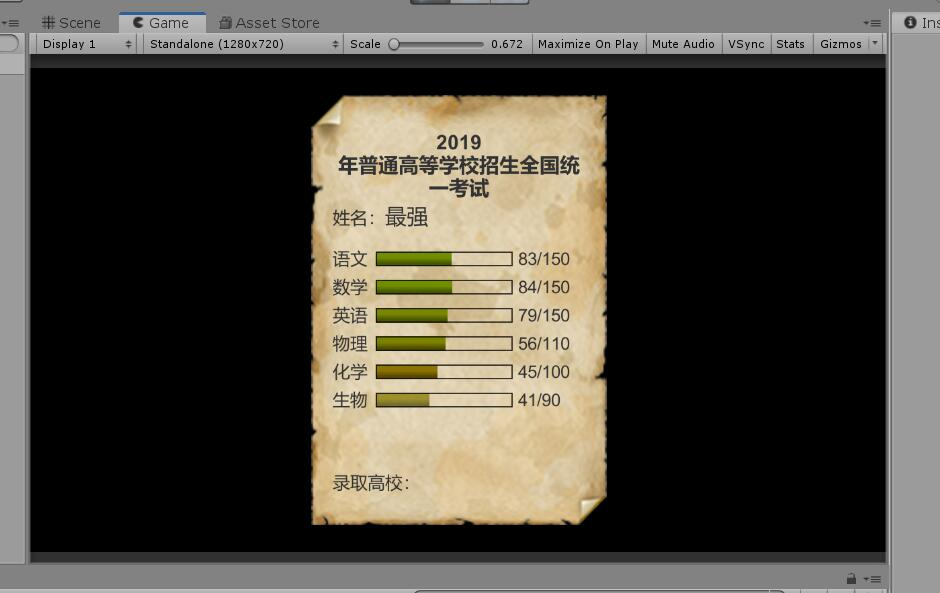 Scene Game Asset Store
Display 1 Standalone (1280x720) Scale 0.672 Maximize On Play Mute Audio VSync Stats Gizmos
2019
年普通高等学校招生全国统
一考试
姓名：最强
语文 83/150
数学 84/150
英语 79/150
物理 56/110
化学 45/100
生物 41/90
录取高校：